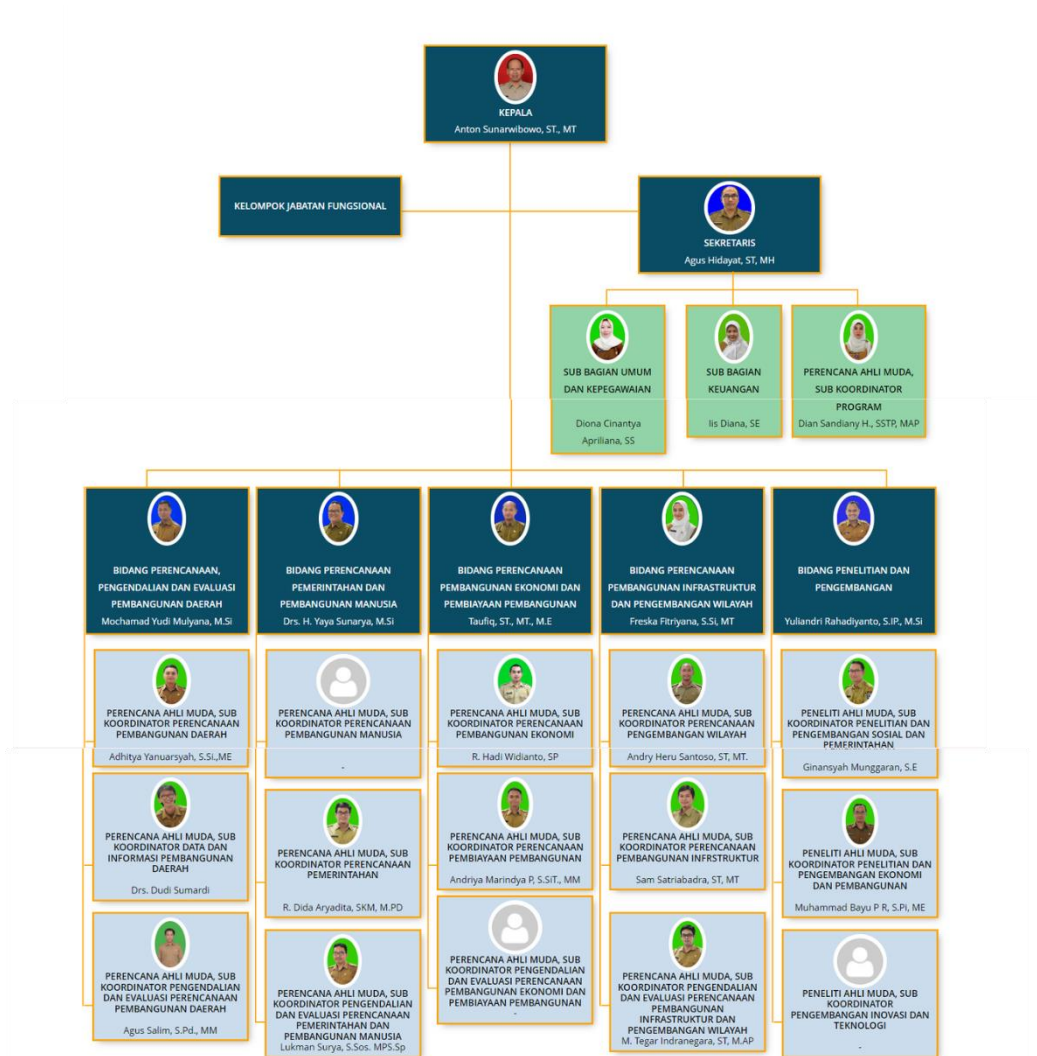 KEPALA
Anton Sunarwibowo, ST., MT
KELOMPOK JABATAN FUNGSIONAL
SEKRETARIS
Agus Hidayat, ST, MH
SUB BAGIAN UMUM
DAN KEPEGAWAIAN
Diona Cinantya
Apriliana, SS
SUB BAGIAN
KEUANGAN
Iis Diana, SE
PERENCANA AHLI MUDA,
SUB KOORDINATOR
PROGRAM
Dian Sandiany H., SSTP, MAP
BIDANG PERENCANAAN,
PENGENDALIAN DAN EVALUASI
PEMBANGUNAN DAERAH
Mochamad Yudi Mulyana, M.Si
BIDANG PERENCANAAN
PEMERINTAHAN DAN
PEMBANGUNAN MANUSIA
Drs. H. Yaya Sunarya, M.Si
BIDANG PERENCANAAN
PEMBANGUNAN EKONOMI DAN
PEMBIAYAAN PEMBANGUNAN
Taufiq, ST., MT., M.E
BIDANG PERENCANAAN
PEMBANGUNAN INFRASTRUKTUR
DAN PENGEMBANGAN WILAYAH
Freska Fitriyana, S.Si, MT
BIDANG PENELITIAN DAN
PENGEMBANGAN
Yuliandri Rahadiyanto, S.IP., M.Si
PERENCANA AHLI MUDA, SUB
KOORDINATOR PERENCANAAN
PEMBANGUNAN DAERAH
Adhitya Yanuarsyah, S.Si.,ME
PERENCANA AHLI MUDA, SUB
KOORDINATOR PERENCANAAN
PEMBANGUNAN MANUSIA
-
PERENCANA AHLI MUDA, SUB
KOORDINATOR PERENCANAAN
PEMBANGUNAN EKONOMI
R. Hadi Widianto, SP
PERENCANA AHLI MUDA, SUB
KOORDINATOR PERENCANAAN
PENGEMBANGAN WILAYAH
Andry Heru Santoso, ST, MT.
PENELITI AHLI MUDA, SUB
KOORDINATOR PENELITIAN DAN
PENGEMBANGAN SOSIAL DAN
PEMERINTAHAN
Ginansyah Munggaran, S.E
PERENCANA AHLI MUDA, SUB
KOORDINATOR DATA DAN
INFORMASI PEMBANGUNAN
DAERAH
Drs. Dudi Sumardi
PERENCANA AHLI MUDA, SUB
KOORDINATOR PERENCANAAN
PEMERINTAHAN
R. Dida Aryadita, SKM, M.PD
PERENCANA AHLI MUDA, SUB
KOORDINATOR PERENCANAAN
PEMBIAYAAN PEMBANGUNAN
Andriya Marindya P, S.SiT., MM
PERENCANA AHLI MUDA, SUB
KOORDINATOR PERENCANAAN
PEMBANGUNAN INFRSTRUKTUR
Sam Satriabadra, ST, MT
PENELITI AHLI MUDA, SUB
KOORDINATOR PENELITIAN DAN
PENGEMBANGAN EKONOMI
DAN PEMBANGUNAN
Muhammad Bayu P R, S.Pi, ME
PERENCANA AHLI MUDA, SUB
KOORDINATOR PENGENDALIAN
DAN EVALUASI PERENCANAAN
PEMBANGUNAN DAERAH
Agus Salim, S.Pd., MM
PERENCANA AHLI MUDA, SUB
KOORDINATOR PENGENDALIAN
DAN EVALUASI PERENCANAAN
PEMERINTAHAN DAN
PEMBANGUNAN MANUSIA
Lukman Surya, S.Sos. MPS.Sp
PERENCANA AHLI MUDA, SUB
KOORDINATOR PENGENDALIAN
DAN EVALUASI PERENCANAAN
PEMBANGUNAN EKONOMI DAN
PEMBIAYAAN PEMBANGUNAN
-
PERENCANA AHLI MUDA, SUB
KOORDINATOR PENGENDALIAN
DAN EVALUASI PERENCANAAN
PEMBANGUNAN
INFRASTRUKTUR DAN
PENGEMBANGAN WILAYAH
M. Tegar Indranegara, ST, M.AP
PENELITI AHLI MUDA, SUB
KOORDINATOR
PENGEMBANGAN INOVASI DAN
TEKNOLOGI
-